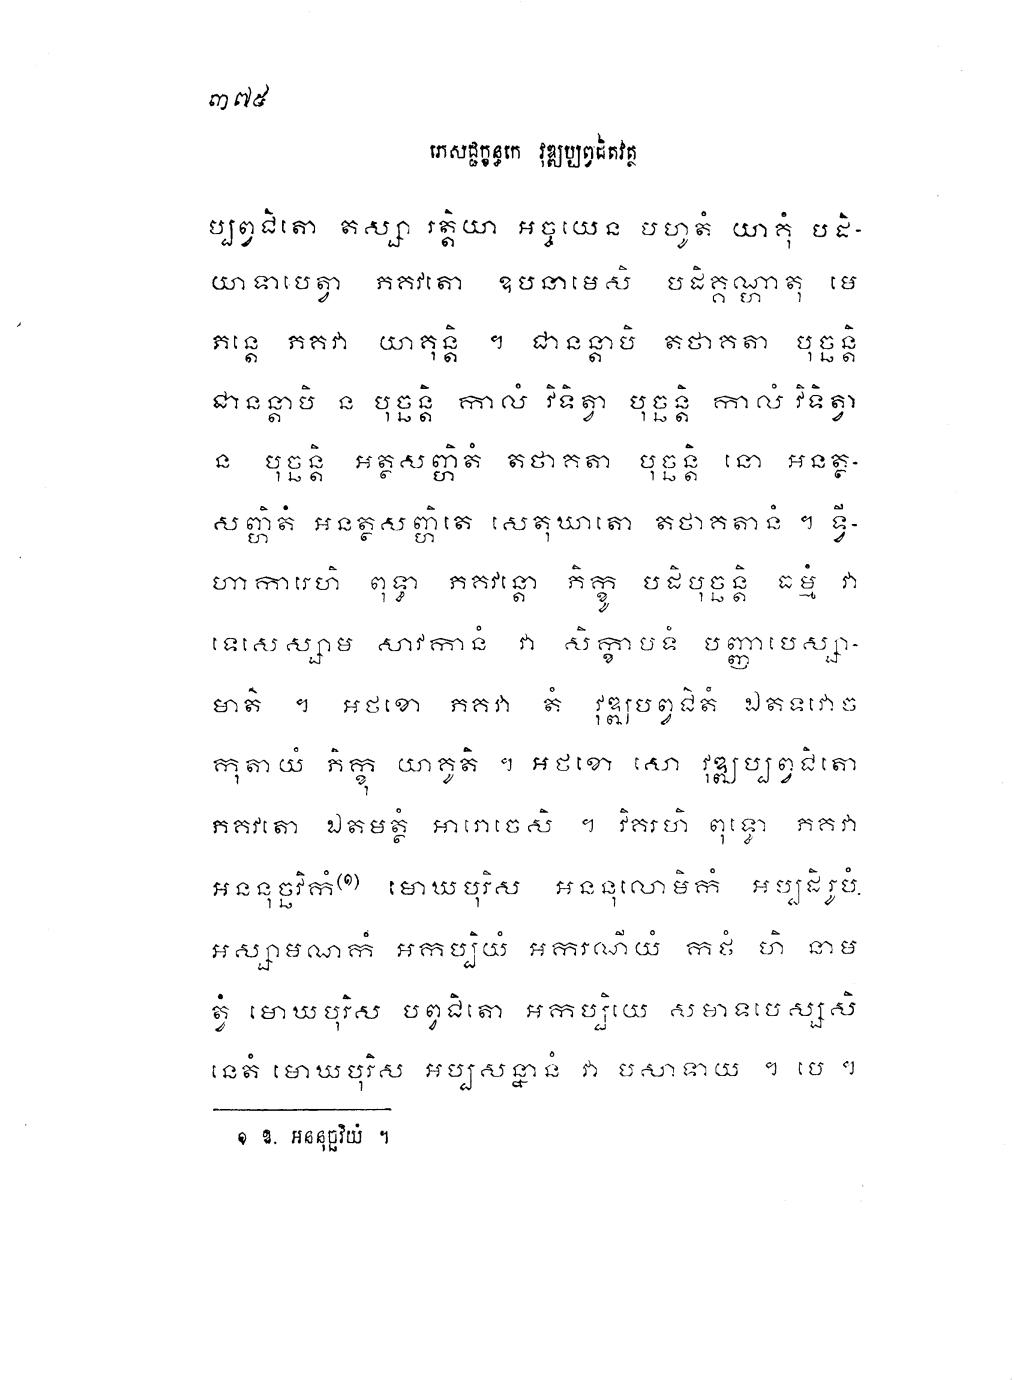 ៣៧៥
ភេសជ្ជក្ខន្ធកេ វុឌ្ឍប្បព្វជិតវត្ថុ
ប្បព្វជិតោ តស្សា រត្តិយា អច្ចយេន បហូតំ យាគុំ បដិ-
យាទាបេត្វា ភគវតោ ឧបនាមេសិ បដិគ្គណ្ហាតុ មេ
ភន្តេ ភគវា យាគុន្តិ ។ ជានន្តាបិ តថាគតា បុច្ឆន្តិ
ជានន្តាបិ ន បុច្ឆន្តិ កាលំ វិទិត្វា បុច្ឆន្តិ កាលំ វិទិត្វា
ន បុច្ឆន្តិ អត្ថសញ្ហិតំ តថាគតា បុច្ឆន្តិ នោ អនត្ថ-
សញ្ហិតំ អនត្ថសញ្ហិតេ សេតុឃាតោ តថាគតានំ ។ ទ្វី-
ហាការេហិ ពុទ្ធា ភគវន្តោ ភិក្ខូ បដិបុច្ឆន្តិ ធម្មំ វា
ទេសេស្សាម សាវកានំ វា សិក្ខាបទំ បញ្ញាបេស្សា-
មាតិ ។ អថខោ ភគវា តំ វុឌ្ឍបព្វជិតំ ឯតទវោច
កុតាយំ ភិក្ខុ យាគូតិ ។ អថខោ សោ វុឌ្ឍប្បព្វជិតោ
ភគវតោ ឯតមត្ថំ អារោចេសិ ។ វិគរហិ ពុទ្ធោ ភគវា
អននុច្ឆវិកំ(១) មោឃបុរិស អននុលោមិកំ អប្បដិរូបំ
អស្សាមណកំ អកប្បិយំ អករណីយំ កថំ ហិ នាម
ត្វំ មោឃបុរិស បព្វជិតោ អកប្បិយេ សមាទបេស្សសិ
នេតំ មោឃបុរិស អប្បសន្នានំ វា បសាទាយ ។ បេ ។
១ ឱ. អននុច្ឆវិយំ ។